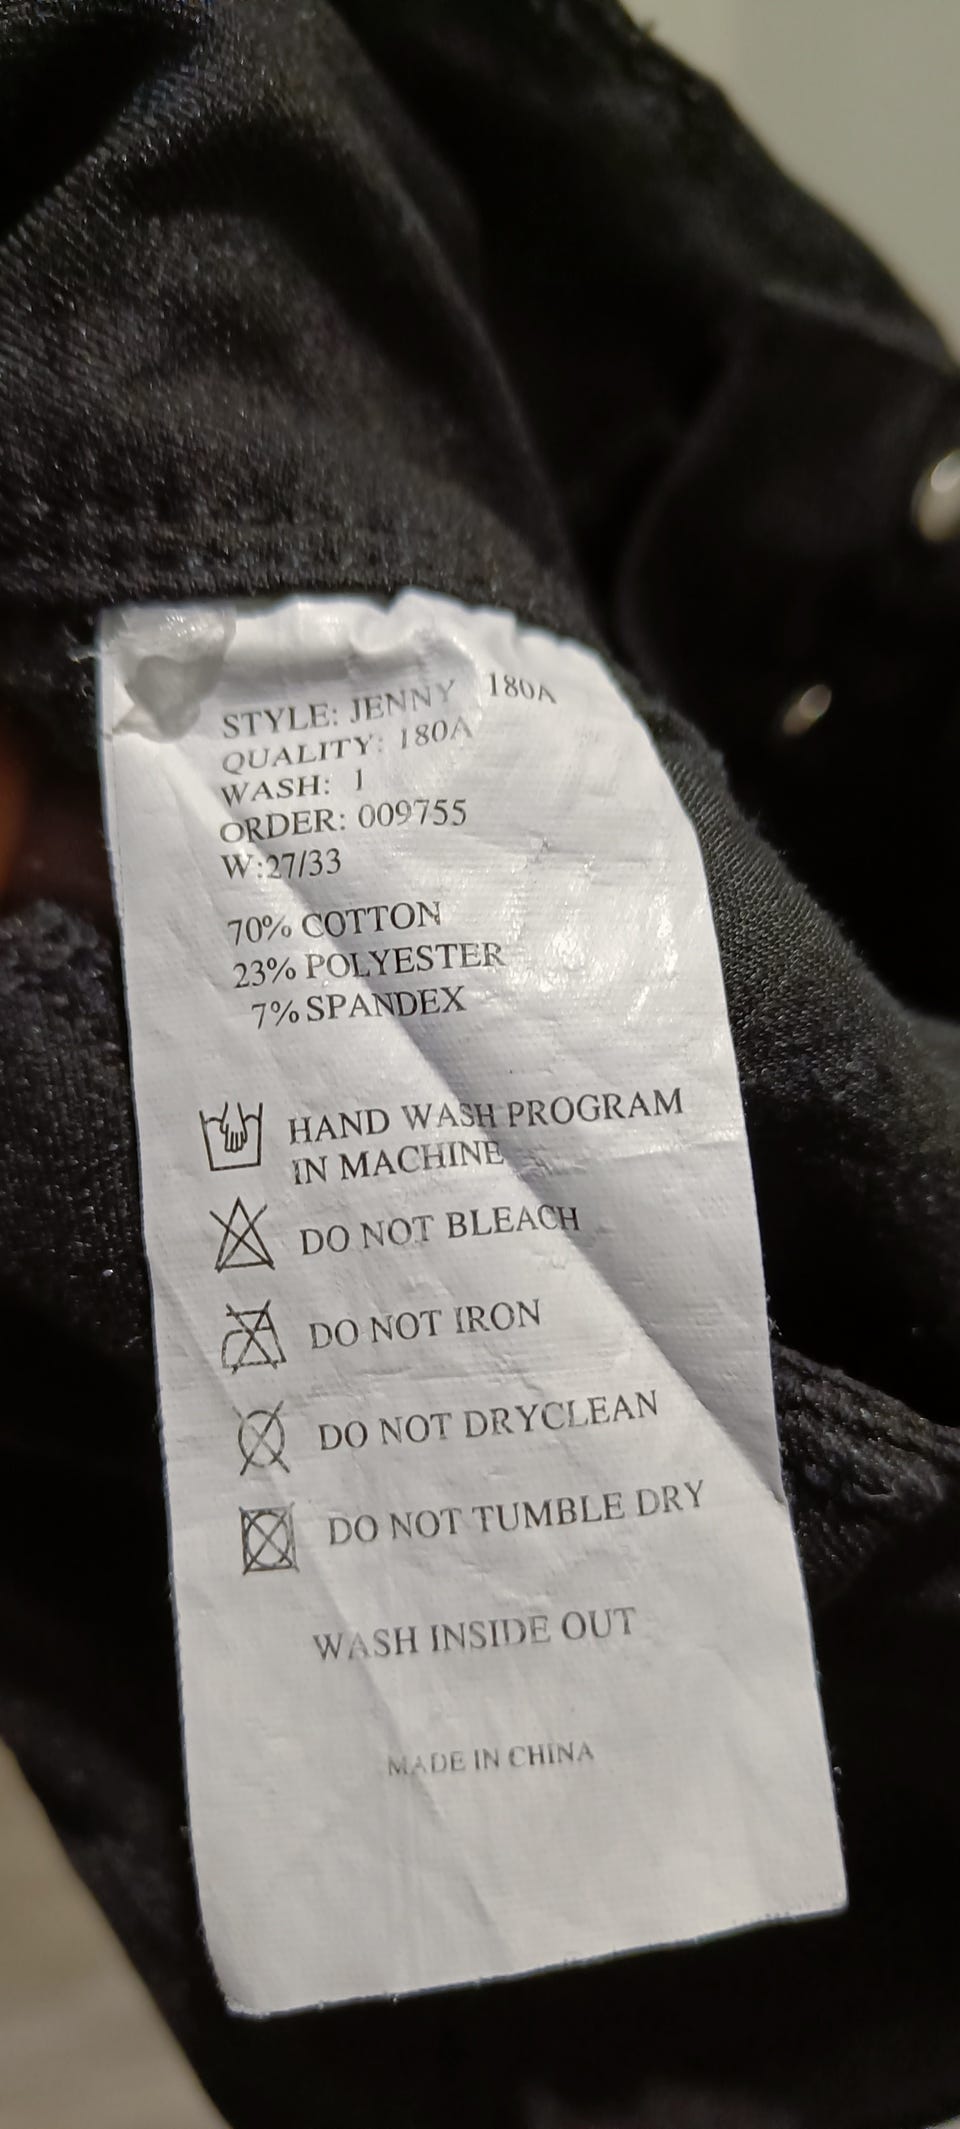 STYLE: JENNY 180A
QUALITY: 180A
WASH: 1
ORDER: 009755
W:27/33
70% COTTON
23% POLYESTER
7% SPANDEX
HAND WASH PROGRAM
IN MACHINE
DO NOT BLEACH
DO NOT IRON
DO NOT DRYCLEAN
DO NOT TUMBLE DRY
WASH INSIDE OUT
MADE IN CHINA